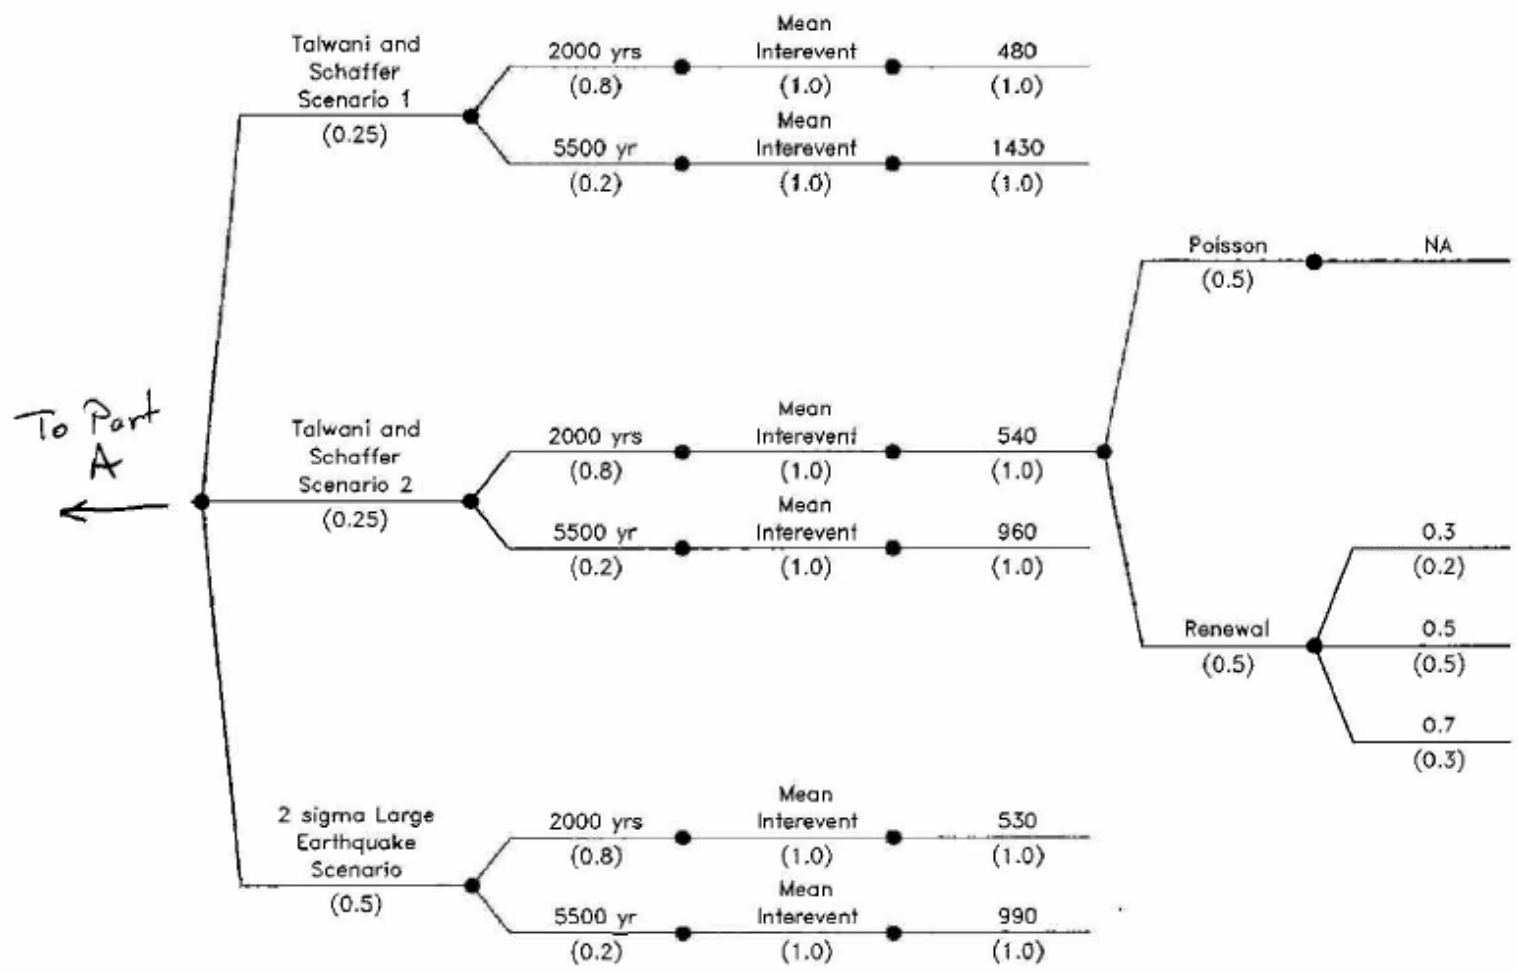 Talwani and
Schaffer
Scenario 1
(0.25)
2000 yrs
(0.8)
Mean
Interevent
(1.0)
480
(1.0)
5500 yr
(0.2)
Mean
Interevent
(1.0)
1430
(1.0)
Poisson
(0.5)
NA
To Part
A
Talwani and
Schaffer
Scenario 2
(0.25)
2000 yrs
(0.8)
Mean
Interevent
(1.0)
540
(1.0)
5500 yr
(0.2)
Mean
Interevent
(1.0)
960
(1.0)
Renewal
(0.5)
0.3
(0.2)
0.5
(0.5)
0.7
(0.3)
2 sigma Large
Earthquake
Scenario
(0.5)
2000 yrs
(0.8)
Mean
Interevent
(1.0)
530
(1.0)
5500 yr
(0.2)
Mean
Interevent
(1.0)
990
(1.0)